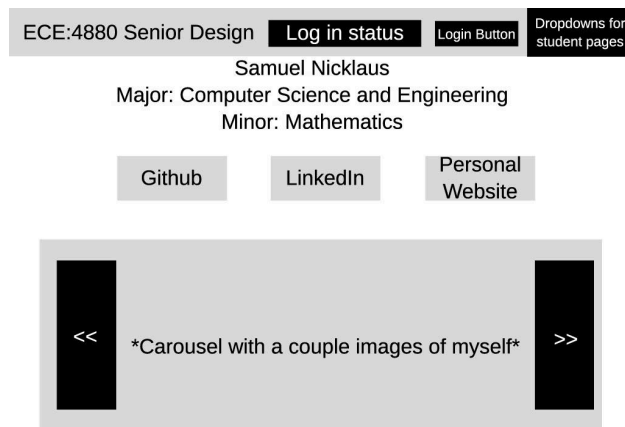 ECE:4880 Senior Design
Log in status
Login Button
Dropdowns for
student pages
Samuel Nicklaus
Major: Computer Science and Engineering
Minor: Mathematics
Github
LinkedIn
Personal
Website
<<
*Carousel with a couple images of myself*
>>